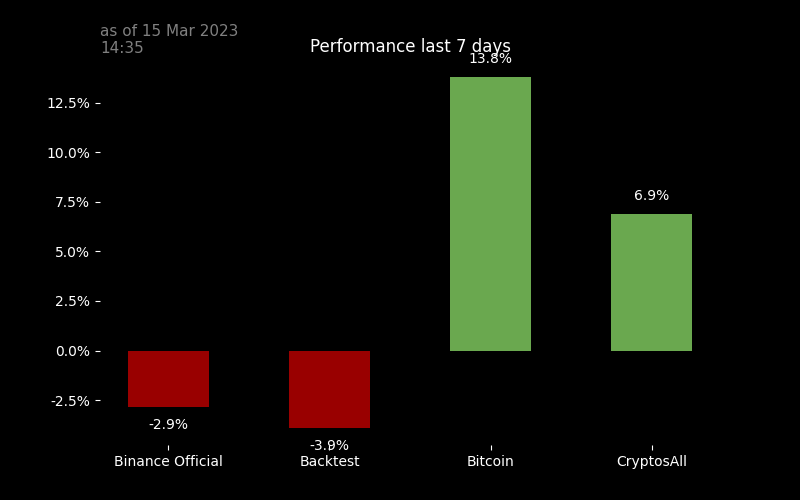 as of 15 Mar 2023
14:35
Performance last 7 days
13.8%
12.5%
10.0%
7.5%
6.9%
5.0%
2.5%
0.0%
-2.5%
-2.9%
-3.9%
Binance Official
Backtest
Bitcoin
CryptosAll